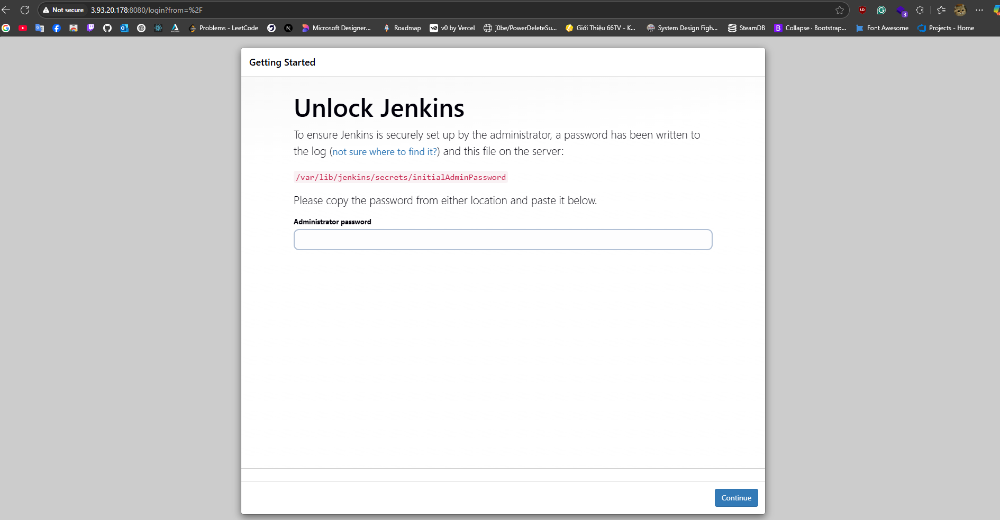 Not secure 3.93.20.178:8080/login?from=%2F
3
Problems - LeetCode Microsoft Designer... Roadmap v0 by Vercel j0be/PowerDeleteSu... Giới Thiệu 66TV - K... System Design Figh... SteamDB Collapse · Bootstrap... Font Awesome Projects - Home
Getting Started
Unlock Jenkins
To ensure Jenkins is securely set up by the administrator, a password has been written to
the log (not sure where to find it?) and this file on the server:
/var/lib/jenkins/secrets/initialAdminPassword
Please copy the password from either location and paste it below.
Administrator password
Continue